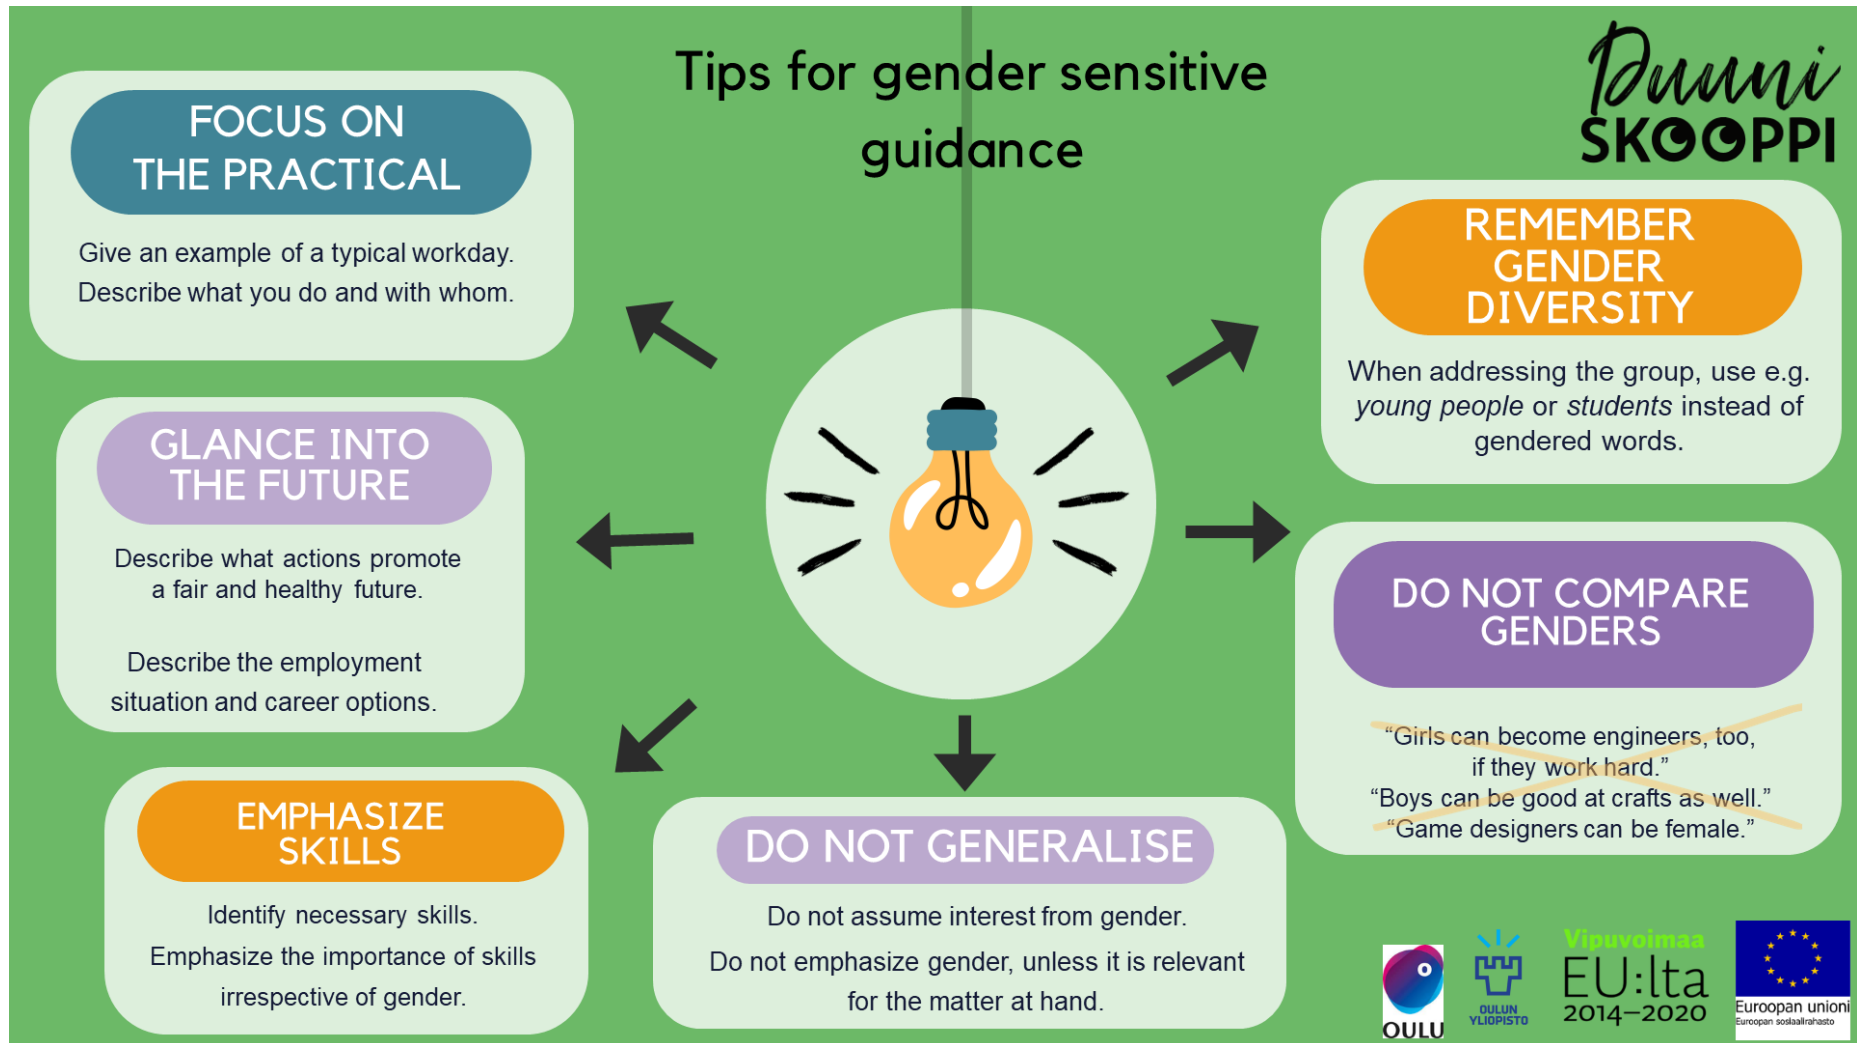 Tips for gender sensitive
guidance
Duuni
SKOOPPI
FOCUS ON
THE PRACTICAL
Give an example of a typical workday.
Describe what you do and with whom.
GLANCE INTO
THE FUTURE
Describe what actions promote
a fair and healthy future.
Describe the employment
situation and career options.
EMPHASIZE
SKILLS
Identify necessary skills.
Emphasize the importance of skills
irrespective of gender.
DO NOT GENERALISE
Do not assume interest from gender.
Do not emphasize gender, unless it is relevant
for the matter at hand.
REMEMBER
GENDER
DIVERSITY
When addressing the group, use e.g.
young people or students instead of
gendered words.
DO NOT COMPARE
GENDERS
“Girls can become engineers, too,
if they work hard.”
“Boys can be good at crafts as well.”
“Game designers can be female.”
OULU
OULUN
YLIOPISTO
Vipuvoimaa
EU:lta
2014–2020
Euroopan unioni
Euroopan sosiaalirahasto